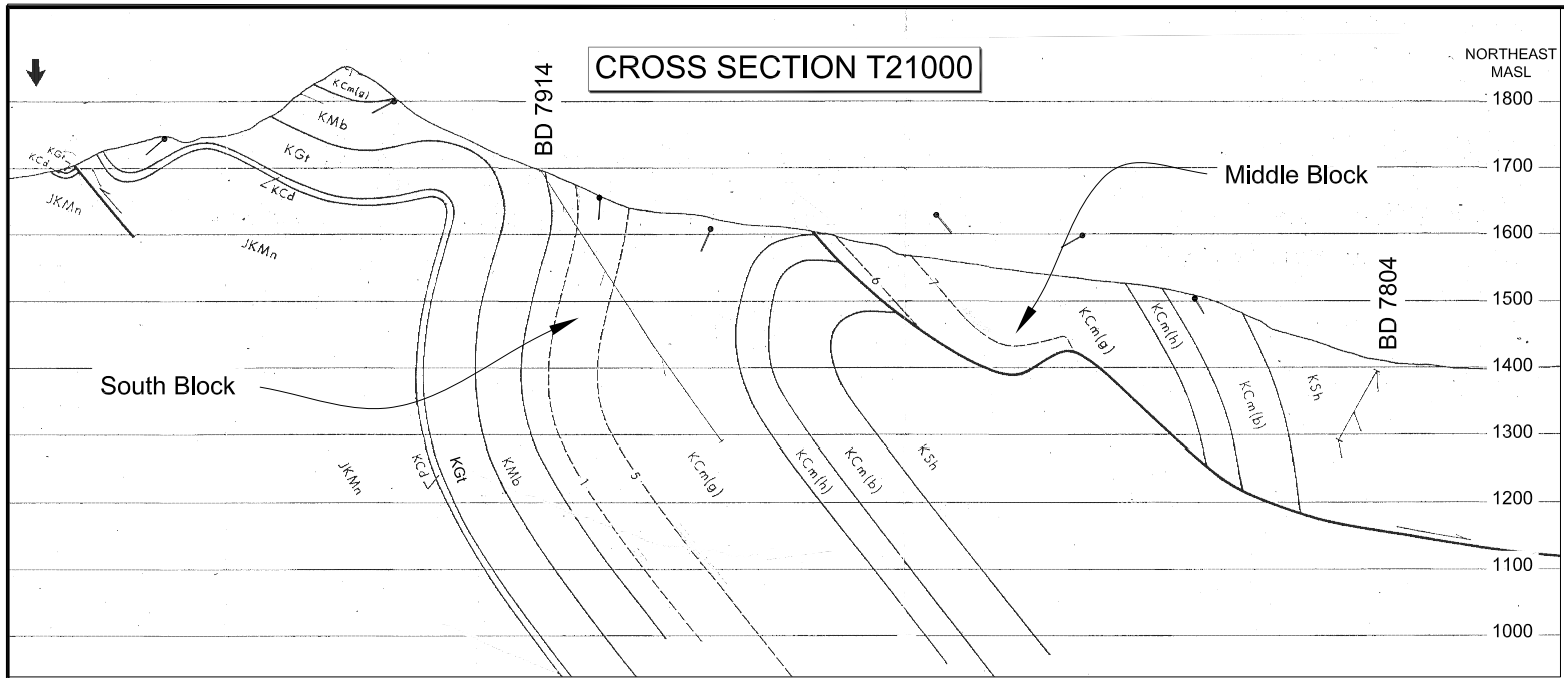 CROSS SECTION T21000
NORTHEAST
MASL
1800
1700
1600
1500
1400
1300
1200
1100
1000
BD 7914
BD 7804
Middle Block
South Block
KCm(g)
KMb
KGt
KCd
KGt
KCd
JKMn
JKMn
JKMn
KCd
KGt
KMb
1
5
KCm(g)
KCm(h)
KCm(b)
KSh
6
7
KCm(g)
KCm(h)
KCm(b)
KSh